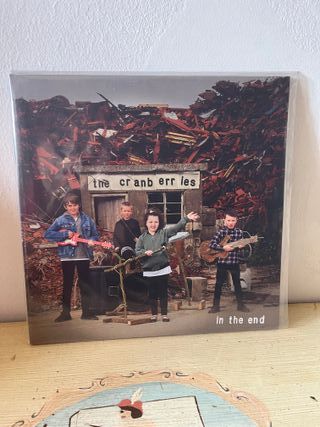 the cranberries
in the end